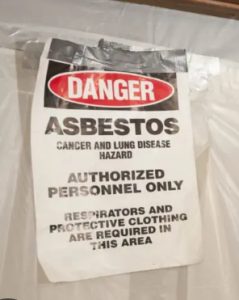 DANGER
ASBESTOS
CANCER AND LUNG DISEASE
HAZARD
AUTHORIZED
PERSONNEL ONLY
RESPIRATORS AND
PROTECTIVE CLOTHING
ARE REQUIRED IN
THIS AREA